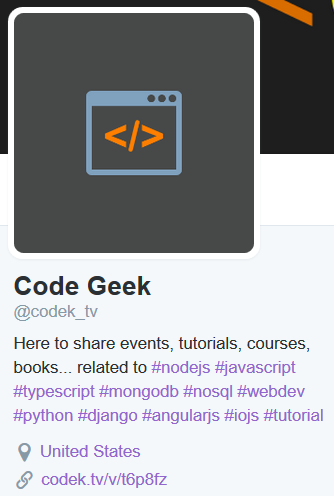 </>
Code Geek
@codek_tv
Here to share events, tutorials, courses,
books... related to #nodejs #javascript
#typescript #mongodb #nosql #webdev
#python #django #angularjs #iojs #tutorial
United States
codek.tv/v/t6p8fz